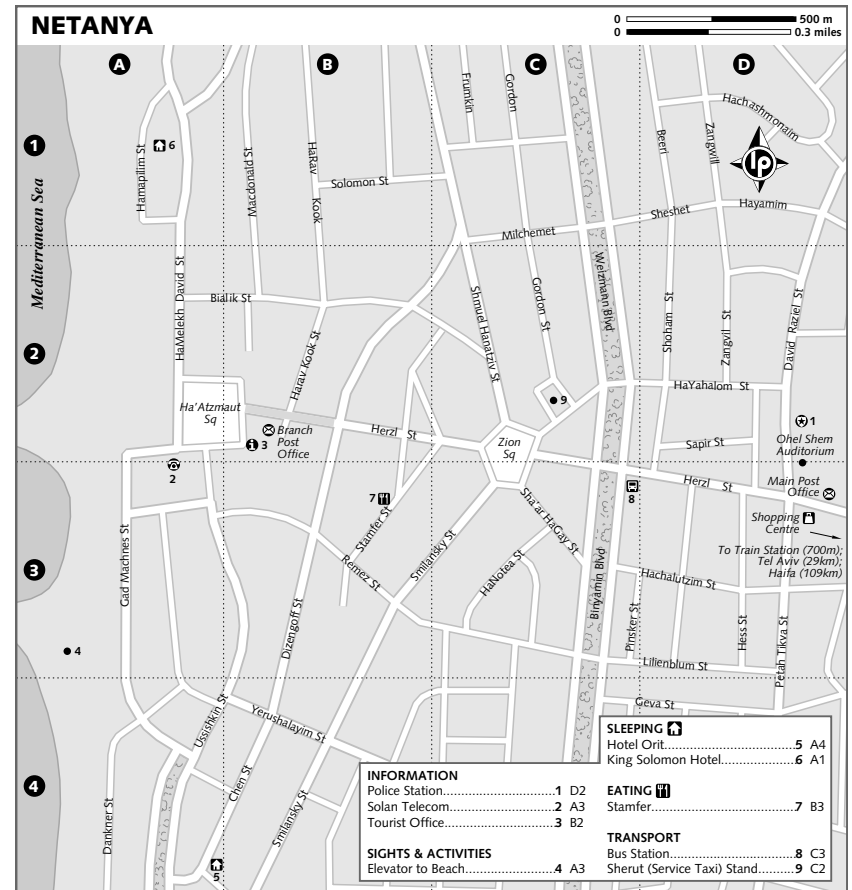 NETANYA
0 500 m
0 0.3 miles
A
B
C
D
1
2
3
4
Mediterranean Sea
Hamapilim St
6
Macdonald St
HaRav Kook
Solomon St
Frumkin
Gordon
Beeri
Zangwill
Hachashmonaim
lp
Milchemet Sheshet Hayamim
HaMelekh David St
Bialik St
Harav Kook St
Shmuel Hanatziv St
Gordon St
Weizmann Blvd
Shoham St
Zangvil St
David Raziel St
HaYahalom St
9
Ha'Atzmaut
Sq
Branch
Post
Office
3
Herzl St
Zion
Sq
Sapir St
1
Ohel Shem
Auditorium
2
7
Stamfer St
8
Herzl St
Main Post
Office
Shopping
Centre
To Train Station (700m);
Tel Aviv (29km);
Haifa (109km)
Gad Machnes St
Remez St
Smilansky St
Sha'ar HaGay St
HaNotea St
Binyamin Blvd
Hachalutzim St
Pinsker St
Hess St
Petah Tikva St
Dizengoff St
4
Lilienblum St
Geva St
Ussishkin St
Yerushalayim St
Chen St
Smilansky St
Dankner St
5
INFORMATION
Police Station 1 D2
Solan Telecom 2 A3
Tourist Office 3 B2
SIGHTS & ACTIVITIES
Elevator to Beach 4 A3
SLEEPING
Hotel Orit 5 A4
King Solomon Hotel 6 A1
EATING
Stamfer 7 B3
TRANSPORT
Bus Station 8 C3
Sherut (Service Taxi) Stand 9 C2